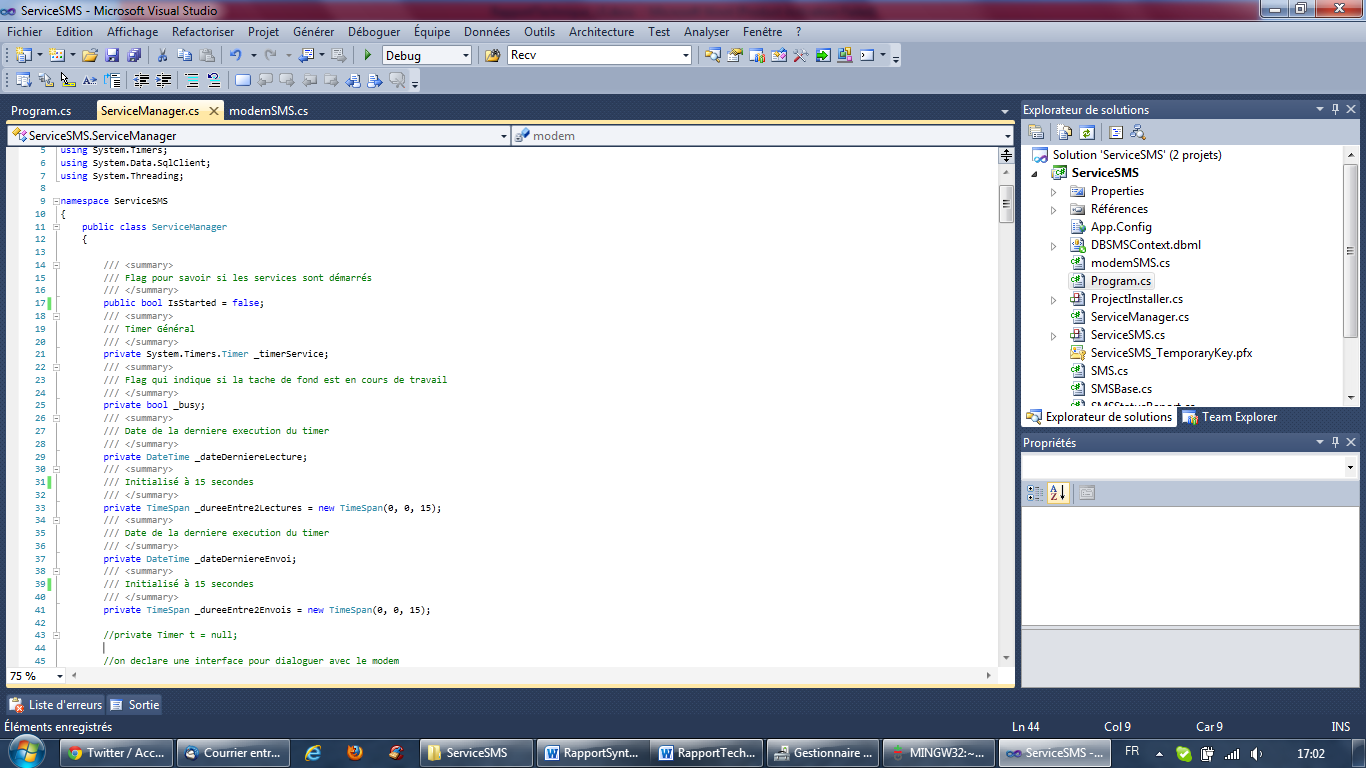 ServiceSMS - Microsoft Visual Studio
Fichier Edition Affichage Refactoriser Projet Générer Déboguer Équipe Données Outils Architecture Test Analyser Fenêtre ?
Debug Recv
Program.cs ServiceManager.cs modemSMS.cs
ServiceSMS.ServiceManager modem
5 using System.Timers;
6 using System.Data.SqlClient;
7 using System.Threading;
8
9 namespace ServiceSMS
10 {
11 public class ServiceManager
12 {
13
14 /// <summary>
15 /// Flag pour savoir si les services sont démarrés
16 /// </summary>
17 public bool IsStarted = false;
18 /// <summary>
19 /// Timer Général
20 /// </summary>
21 private System.Timers.Timer _timerService;
22 /// <summary>
23 /// Flag qui indique si la tache de fond est en cours de travail
24 /// </summary>
25 private bool _busy;
26 /// <summary>
27 /// Date de la derniere execution du timer
28 /// </summary>
29 private DateTime _dateDerniereLecture;
30 /// <summary>
31 /// Initialisé à 15 secondes
32 /// </summary>
33 private TimeSpan _dureeEntre2Lectures = new TimeSpan(0, 0, 15);
34 /// <summary>
35 /// Date de la derniere execution du timer
36 /// </summary>
37 private DateTime _dateDerniereEnvoi;
38 /// <summary>
39 /// Initialisé à 15 secondes
40 /// </summary>
41 private TimeSpan _dureeEntre2Envois = new TimeSpan(0, 0, 15);
42
43 //private Timer t = null;
44
45 //on declare une interface pour dialoguer avec le modem
75 %
Explorateur de solutions
Solution 'ServiceSMS' (2 projets)
ServiceSMS
Properties
Références
App.Config
DBSMSContext.dbml
modemSMS.cs
Program.cs
ProjectInstaller.cs
ServiceManager.cs
ServiceSMS.cs
ServiceSMS_TemporaryKey.pfx
SMS.cs
SMSBase.cs
SMSStatusReport.cs
Explorateur de solutions Team Explorer
Propriétés
Liste d'erreurs Sortie
Éléments enregistrés Ln 44 Col 9 Car 9 INS
Twitter / Acc... Courrier entr... ServiceSMS RapportSynt... RapportTech... Gestionnaire ... MINGW32:~... ServiceSMS -... FR 17:02